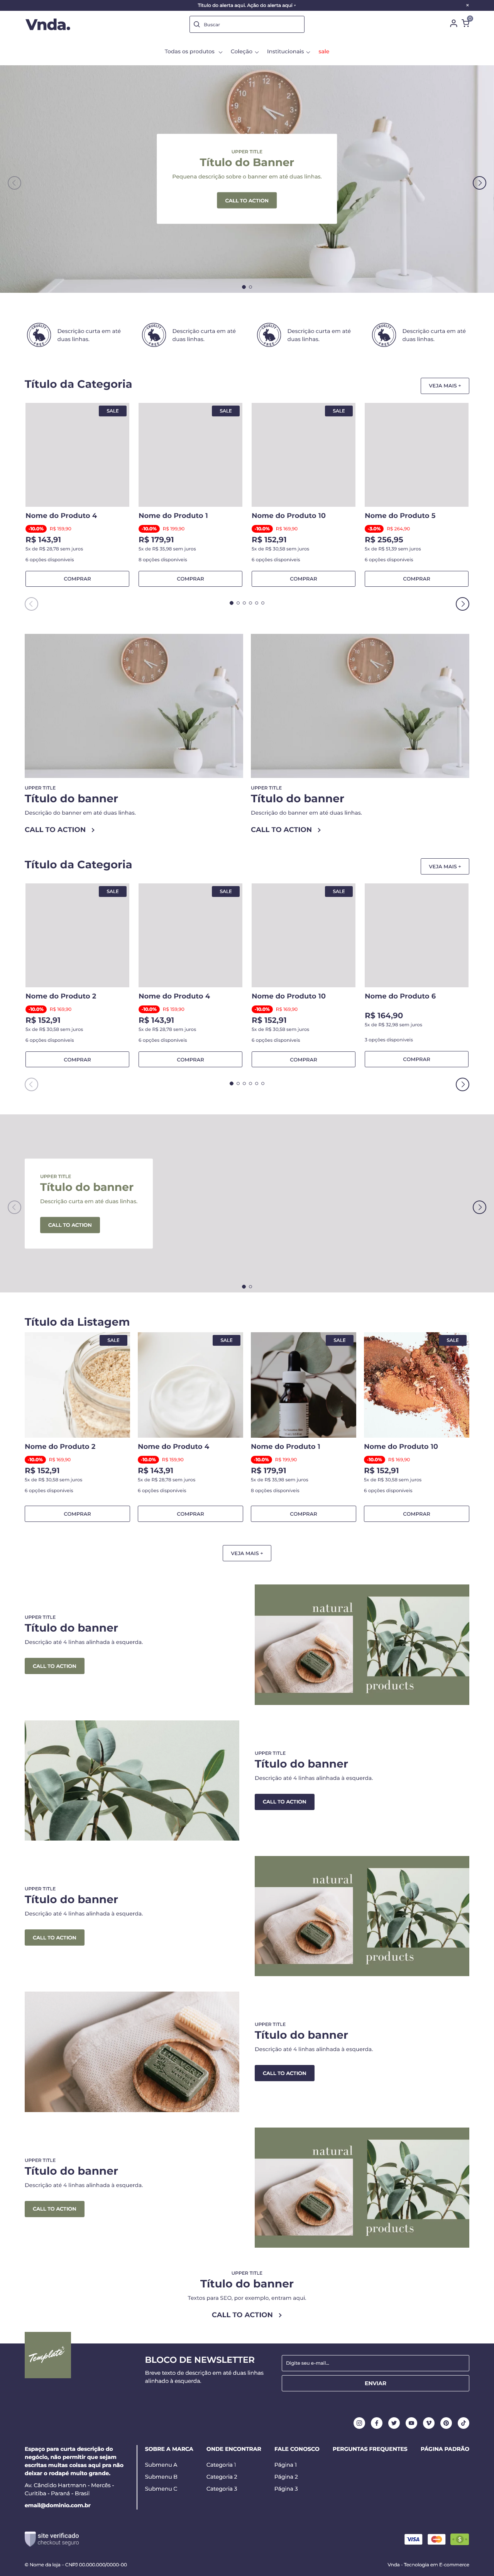 Título do alerta aqui. Ação do alerta aqui
Vnda.
Buscar
0
Todas os produtos
Coleção
Institucionais
sale
UPPER TITLE
Título do Banner
Pequena descrição sobre o banner em até duas linhas.
CALL TO ACTION
Descrição curta em até
duas linhas.
Descrição curta em até
duas linhas.
Descrição curta em até
duas linhas.
Descrição curta em até
duas linhas.
Título da Categoria
VEJA MAIS +
SALE
Nome do Produto 4
-10.0% R$ 159,90
R$ 143,91
5x de R$ 28,78 sem juros
6 opções disponíveis
COMPRAR
SALE
Nome do Produto 1
-10.0% R$ 199,90
R$ 179,91
5x de R$ 35,98 sem juros
8 opções disponíveis
COMPRAR
SALE
Nome do Produto 10
-10.0% R$ 169,90
R$ 152,91
5x de R$ 30,58 sem juros
6 opções disponíveis
COMPRAR
Nome do Produto 5
-3.0% R$ 264,90
R$ 256,95
5x de R$ 51,39 sem juros
6 opções disponíveis
COMPRAR
UPPER TITLE
Título do banner
Descrição do banner em até duas linhas.
CALL TO ACTION
UPPER TITLE
Título do banner
Descrição do banner em até duas linhas.
CALL TO ACTION
Título da Categoria
VEJA MAIS +
SALE
Nome do Produto 2
-10.0% R$ 169,90
R$ 152,91
5x de R$ 30,58 sem juros
6 opções disponíveis
COMPRAR
SALE
Nome do Produto 4
-10.0% R$ 159,90
R$ 143,91
5x de R$ 28,78 sem juros
6 opções disponíveis
COMPRAR
SALE
Nome do Produto 10
-10.0% R$ 169,90
R$ 152,91
5x de R$ 30,58 sem juros
6 opções disponíveis
COMPRAR
Nome do Produto 6
R$ 164,90
5x de R$ 32,98 sem juros
3 opções disponíveis
COMPRAR
UPPER TITLE
Título do banner
Descrição curta em até duas linhas.
CALL TO ACTION
Título da Listagem
SALE
Nome do Produto 2
-10.0% R$ 169,90
R$ 152,91
5x de R$ 30,58 sem juros
6 opções disponíveis
COMPRAR
SALE
Nome do Produto 4
-10.0% R$ 159,90
R$ 143,91
5x de R$ 28,78 sem juros
6 opções disponíveis
COMPRAR
SALE
Nome do Produto 1
-10.0% R$ 199,90
R$ 179,91
5x de R$ 35,98 sem juros
8 opções disponíveis
COMPRAR
SALE
Nome do Produto 10
-10.0% R$ 169,90
R$ 152,91
5x de R$ 30,58 sem juros
6 opções disponíveis
COMPRAR
VEJA MAIS +
UPPER TITLE
Título do banner
Descrição até 4 linhas alinhada à esquerda.
CALL TO ACTION
natural
products
UPPER TITLE
Título do banner
Descrição até 4 linhas alinhada à esquerda.
CALL TO ACTION
UPPER TITLE
Título do banner
Descrição até 4 linhas alinhada à esquerda.
CALL TO ACTION
natural
products
UPPER TITLE
Título do banner
Descrição até 4 linhas alinhada à esquerda.
CALL TO ACTION
UPPER TITLE
Título do banner
Descrição até 4 linhas alinhada à esquerda.
CALL TO ACTION
natural
products
UPPER TITLE
Título do banner
Textos para SEO, por exemplo, entram aqui.
CALL TO ACTION
Template
BLOCO DE NEWSLETTER
Breve texto de descrição em até duas linhas
alinhado à esquerda.
Digite seu e-mail...
ENVIAR
Espaço para curta descrição do
negócio, não permitir que sejam
escritas muitas coisas aqui pra não
deixar o rodapé muito grande.
Av. Cândido Hartmann - Mercês -
Curitiba - Paraná - Brasil
email@dominio.com.br
SOBRE A MARCA
Submenu A
Submenu B
Submenu C
ONDE ENCONTRAR
Categoria 1
Categoria 2
Categoria 3
FALE CONOSCO
Página 1
Página 2
Página 3
PERGUNTAS FREQUENTES
PÁGINA PADRÃO
site verificado
checkout seguro
VISA
© Nome da loja - CNPJ 00.000.000/0000-00
Vnda - Tecnologia em E-commerce